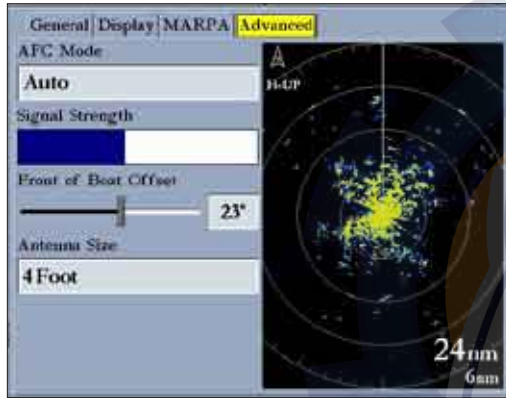 General Display MARPA Advanced
AFC Mode
Auto
H-UP
Signal Strength
Front of Boat Offset
23°
Antenna Size
4 Foot
24nm
6nm